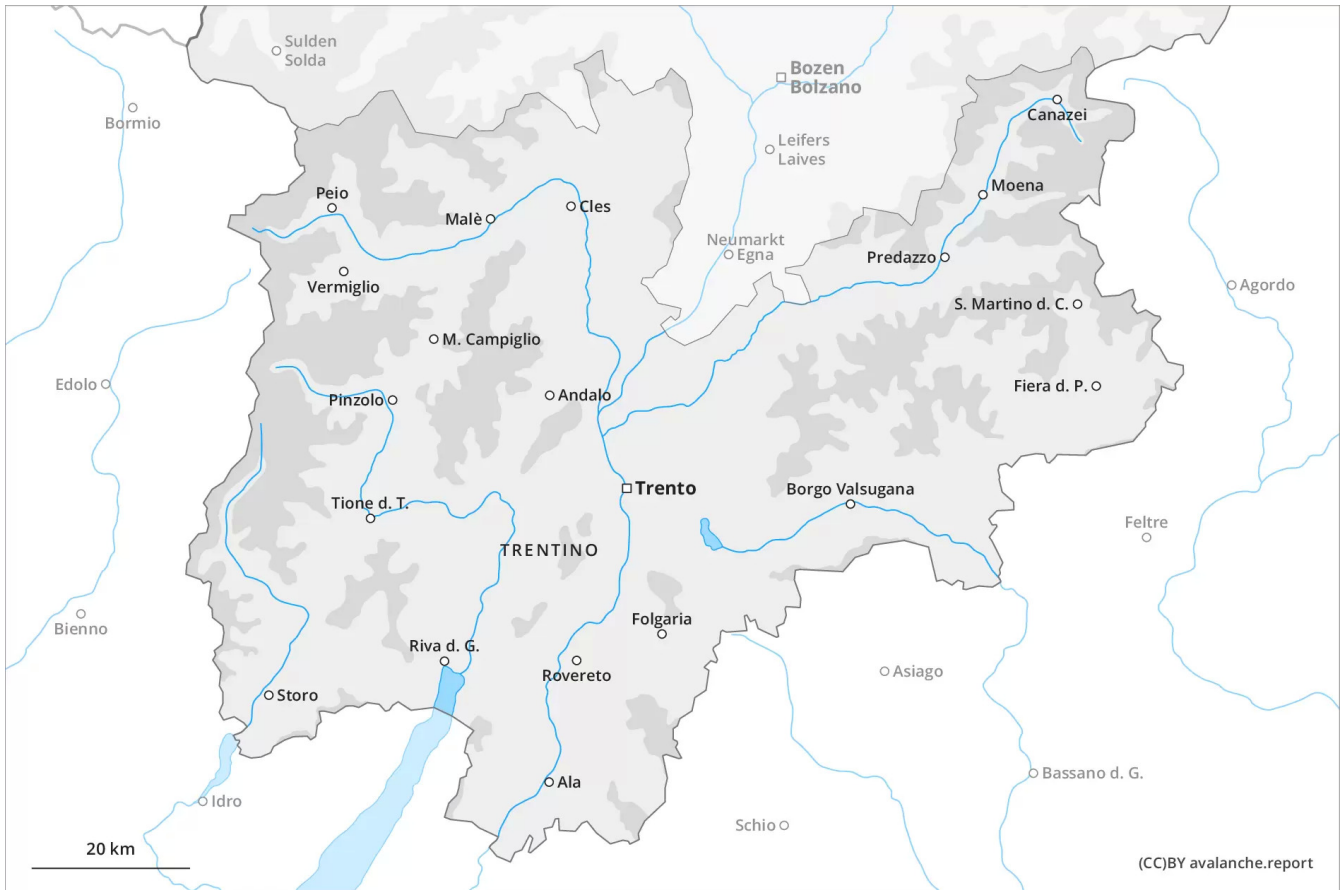 Sulden
Solda
Bozen
Bolzano
Bormio
Canazei
Leifers
Laives
Peio
Moena
Malè
Cles
Neumarkt
Egna
Predazzo
Vermiglio
Agordo
S. Martino d. C.
M. Campiglio
Edolo
Fiera d. P.
Andalo
Pinzolo
Trento
Borgo Valsugana
Tione d. T.
Feltre
TRENTINO
Folgaria
Bienno
Riva d. G.
Asiago
Rovereto
Storo
Bassano d. G.
Ala
Idro
Schio
20 km
(CC)BY avalanche.report